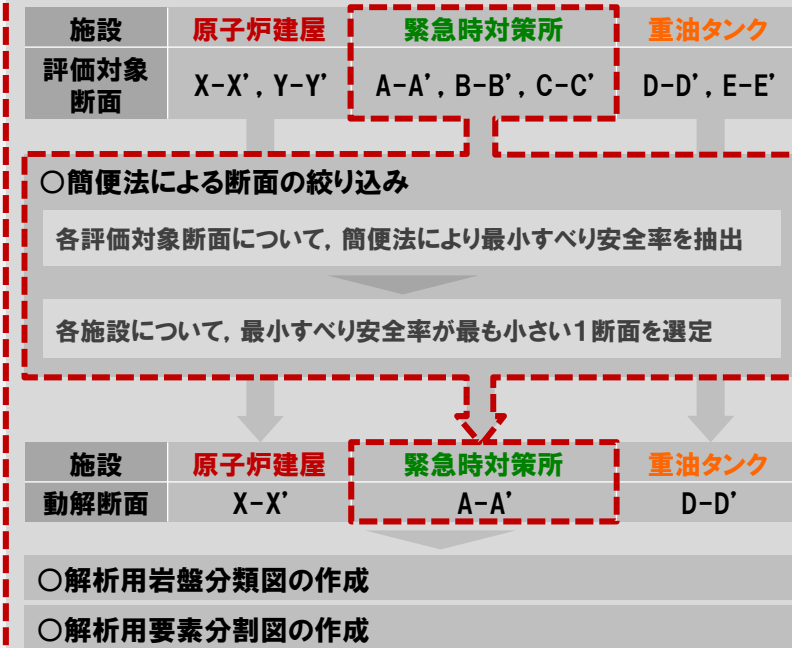 施設 原子炉建屋 緊急時対策所 重油タンク
評価対象
断面 X-X’, Y-Y’ A-A’, B-B’, C-C’ D-D’, E-E’
○簡便法による断面の絞り込み
各評価対象断面について, 簡便法により最小すべり安全率を抽出
各施設について, 最小すべり安全率が最も小さい1断面を選定
施設 原子炉建屋 緊急時対策所 重油タンク
動解断面 X-X’ A-A’ D-D’
○解析用岩盤分類図の作成
○解析用要素分割図の作成